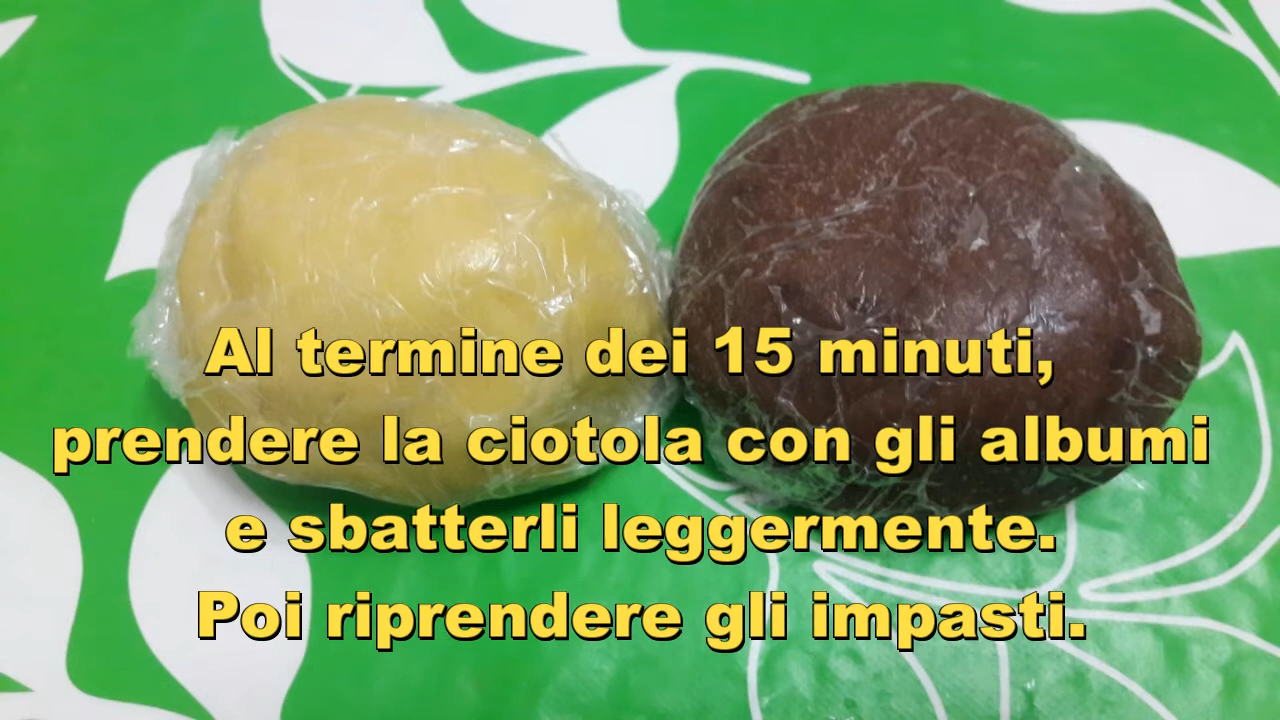 Al termine dei 15 minuti,
prendere la ciotola con gli albumi
e sbatterli leggermente.
Poi riprendere gli impasti.